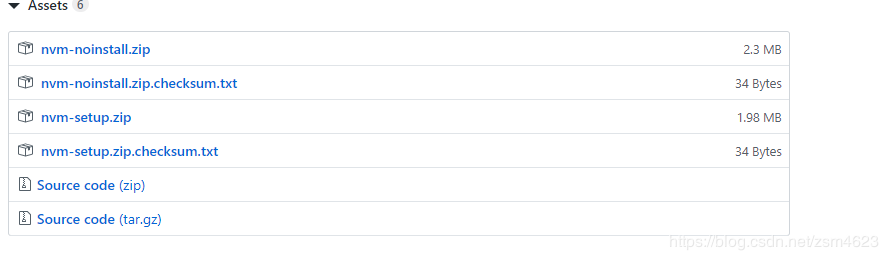 Assets 6
nvm-noinstall.zip 2.3 MB
nvm-noinstall.zip.checksum.txt 34 Bytes
nvm-setup.zip 1.98 MB
nvm-setup.zip.checksum.txt 34 Bytes
Source code (zip)
Source code (tar.gz)
https://blog.csdn.net/zsm4623